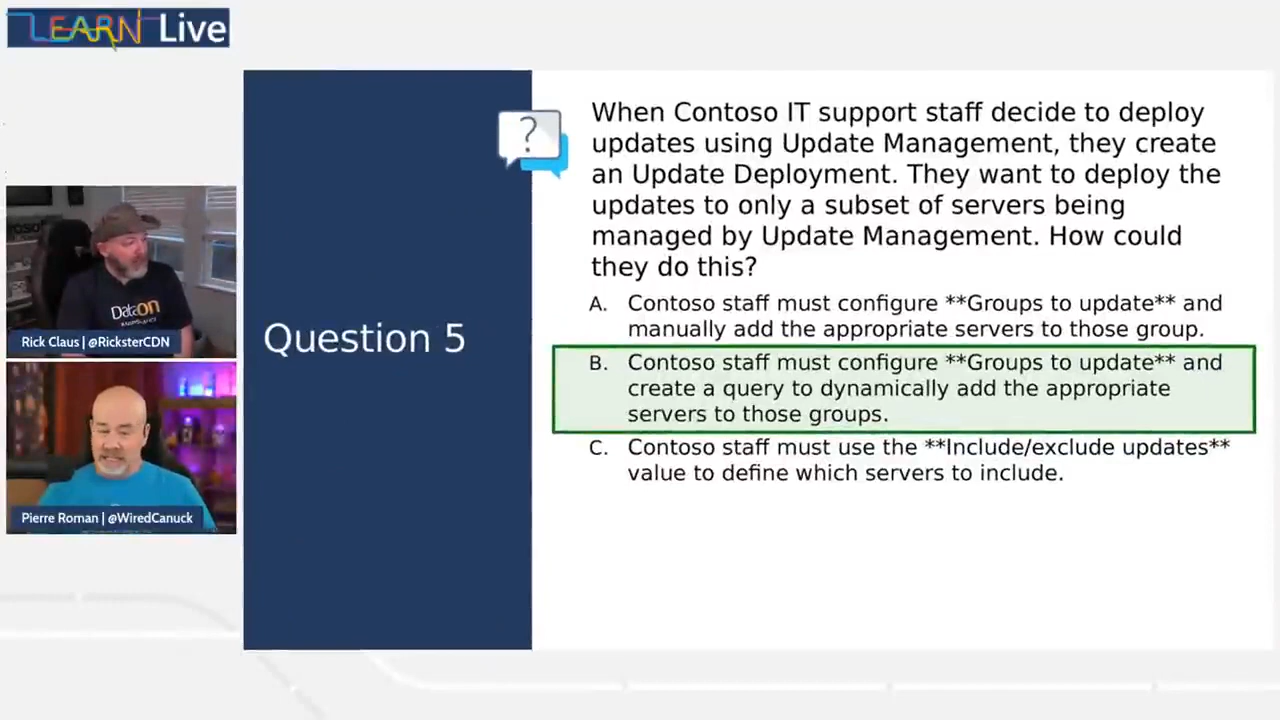 LEARN Live
When Contoso IT support staff decide to deploy
updates using Update Management, they create
an Update Deployment. They want to deploy the
updates to only a subset of servers being
managed by Update Management. How could
they do this?
?
Question 5
A. Contoso staff must configure **Groups to update** and
manually add the appropriate servers to those group.
B. Contoso staff must configure **Groups to update** and
create a query to dynamically add the appropriate
servers to those groups.
C. Contoso staff must use the **Include/exclude updates**
value to define which servers to include.
DataON
Rick Claus | @RicksterCDN
Pierre Roman | @WiredCanuck